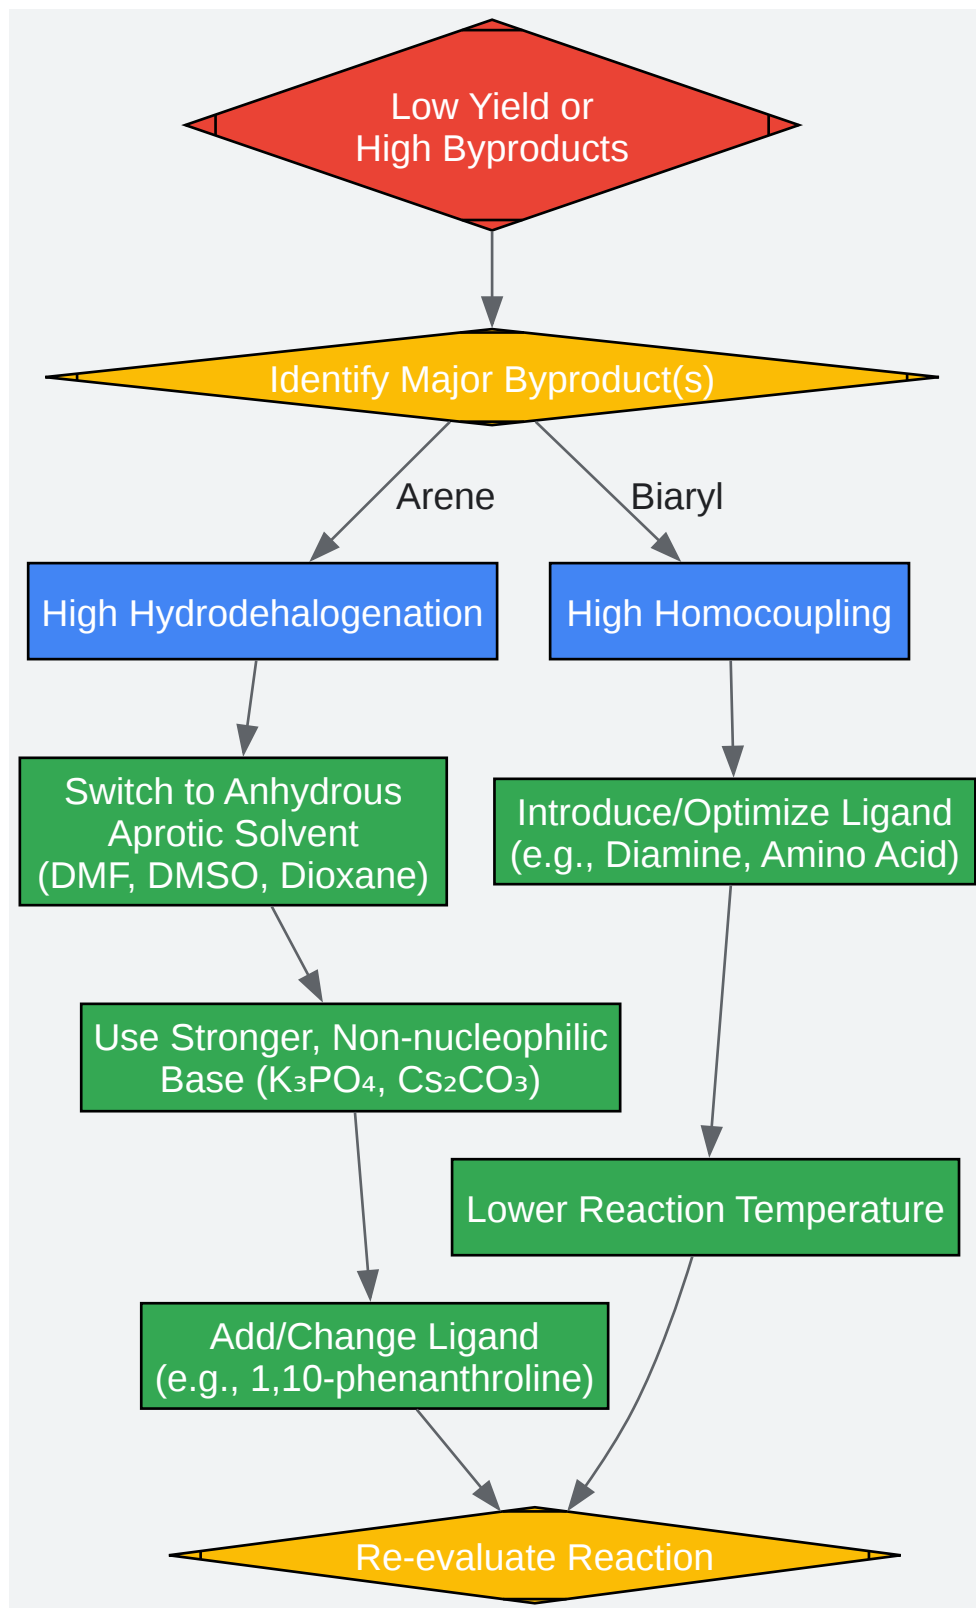 Low Yield or
High Byproducts
Identify Major Byproduct(s)
Arene
Biaryl
High Hydrodehalogenation
High Homocoupling
Switch to Anhydrous
Aprotic Solvent
(DMF, DMSO, Dioxane)
Introduce/Optimize Ligand
(e.g., Diamine, Amino Acid)
Use Stronger, Non-nucleophilic
Base (K₃PO₄, Cs₂CO₃)
Lower Reaction Temperature
Add/Change Ligand
(e.g., 1,10-phenanthroline)
Re-evaluate Reaction